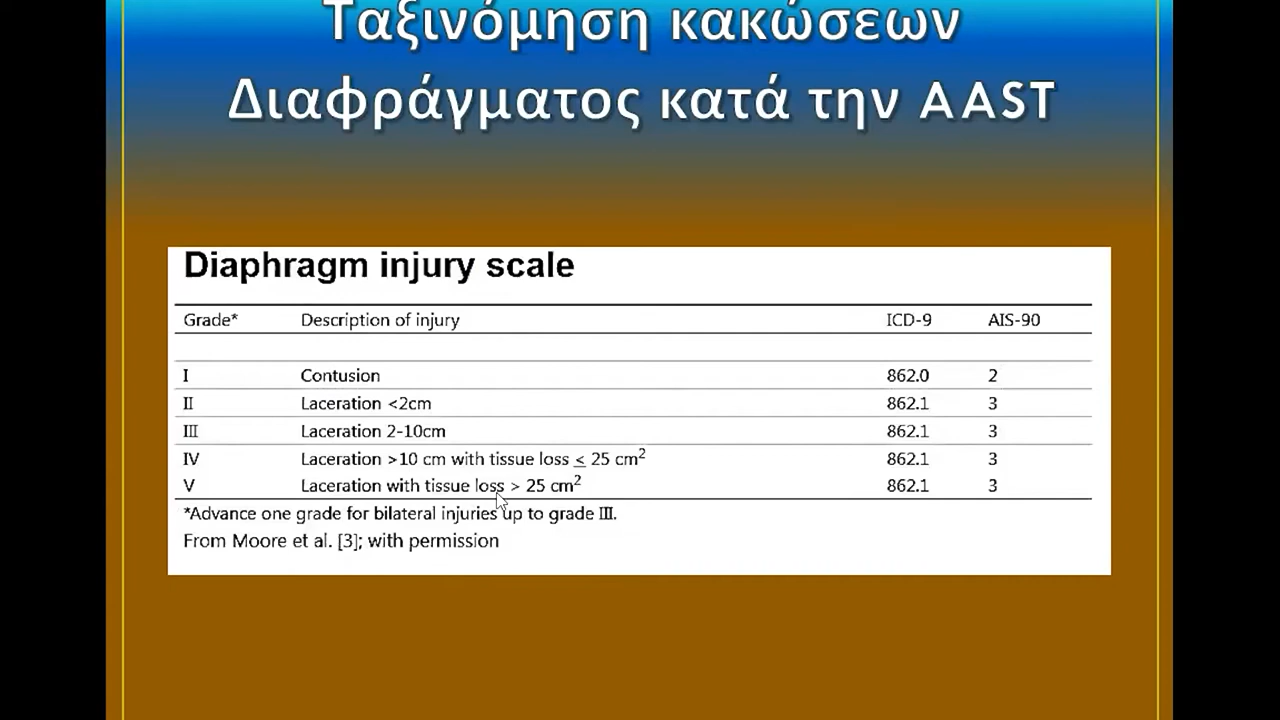 Ταξινόμηση κακώσεων
Διαφράγματος κατά την AAST
Diaphragm injury scale
Grade* Description of injury ICD-9 AIS-90
I Contusion 862.0 2
II Laceration <2cm 862.1 3
III Laceration 2-10cm 862.1 3
IV Laceration >10 cm with tissue loss ≤ 25 cm² 862.1 3
V Laceration with tissue loss > 25 cm² 862.1 3
*Advance one grade for bilateral injuries up to grade III.
From Moore et al. [3]; with permission